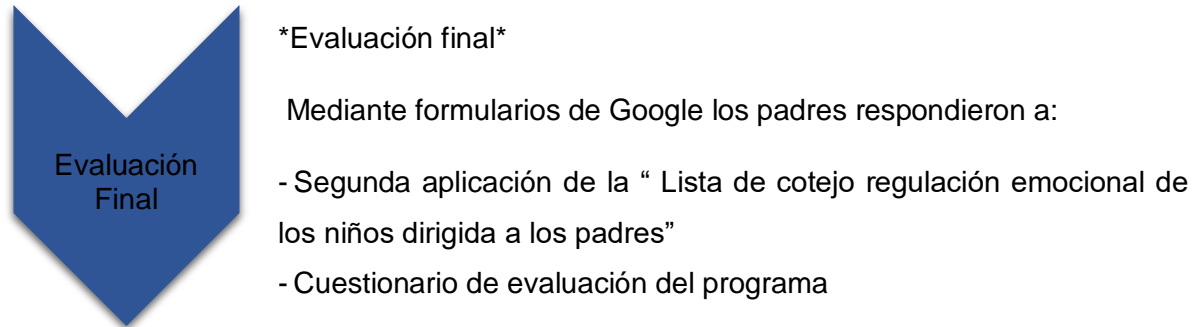 Evaluación
Final
*Evaluación final*
Mediante formularios de Google los padres respondieron a:
- Segunda aplicación de la “ Lista de cotejo regulación emocional de
los niños dirigida a los padres”
- Cuestionario de evaluación del programa